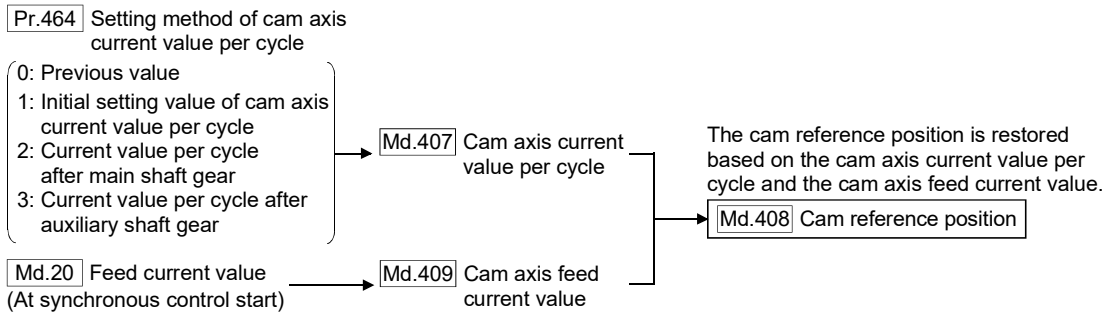 Pr.464 Setting method of cam axis
current value per cycle
0: Previous value
1: Initial setting value of cam axis
current value per cycle
2: Current value per cycle
after main shaft gear
3: Current value per cycle after
auxiliary shaft gear
Md.407 Cam axis current
value per cycle
The cam reference position is restored
based on the cam axis current value per
cycle and the cam axis feed current value.
Md.408 Cam reference position
Md.20 Feed current value
(At synchronous control start)
Md.409 Cam axis feed
current value